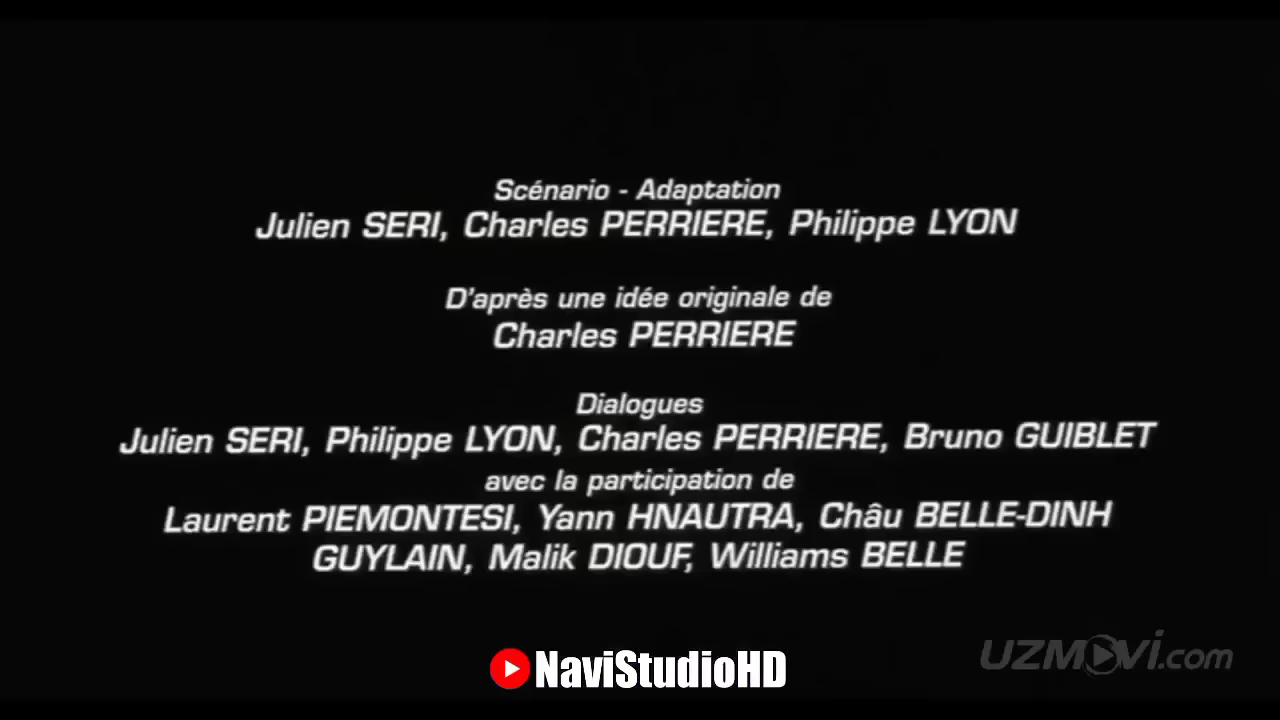 Scénario - Adaptation
Julien SERI, Charles PERRIERE, Philippe LYON
D'après une idée originale de
Charles PERRIERE
Dialogues
Julien SERI, Philippe LYON, Charles PERRIERE, Bruno GUIBLET
avec la participation de
Laurent PIEMONTESI, Yann HNAUTRA, Châu BELLE-DINH
GUYLAIN, Malik DIOUF, Williams BELLE
NaviStudioHD
UZMOVi.com